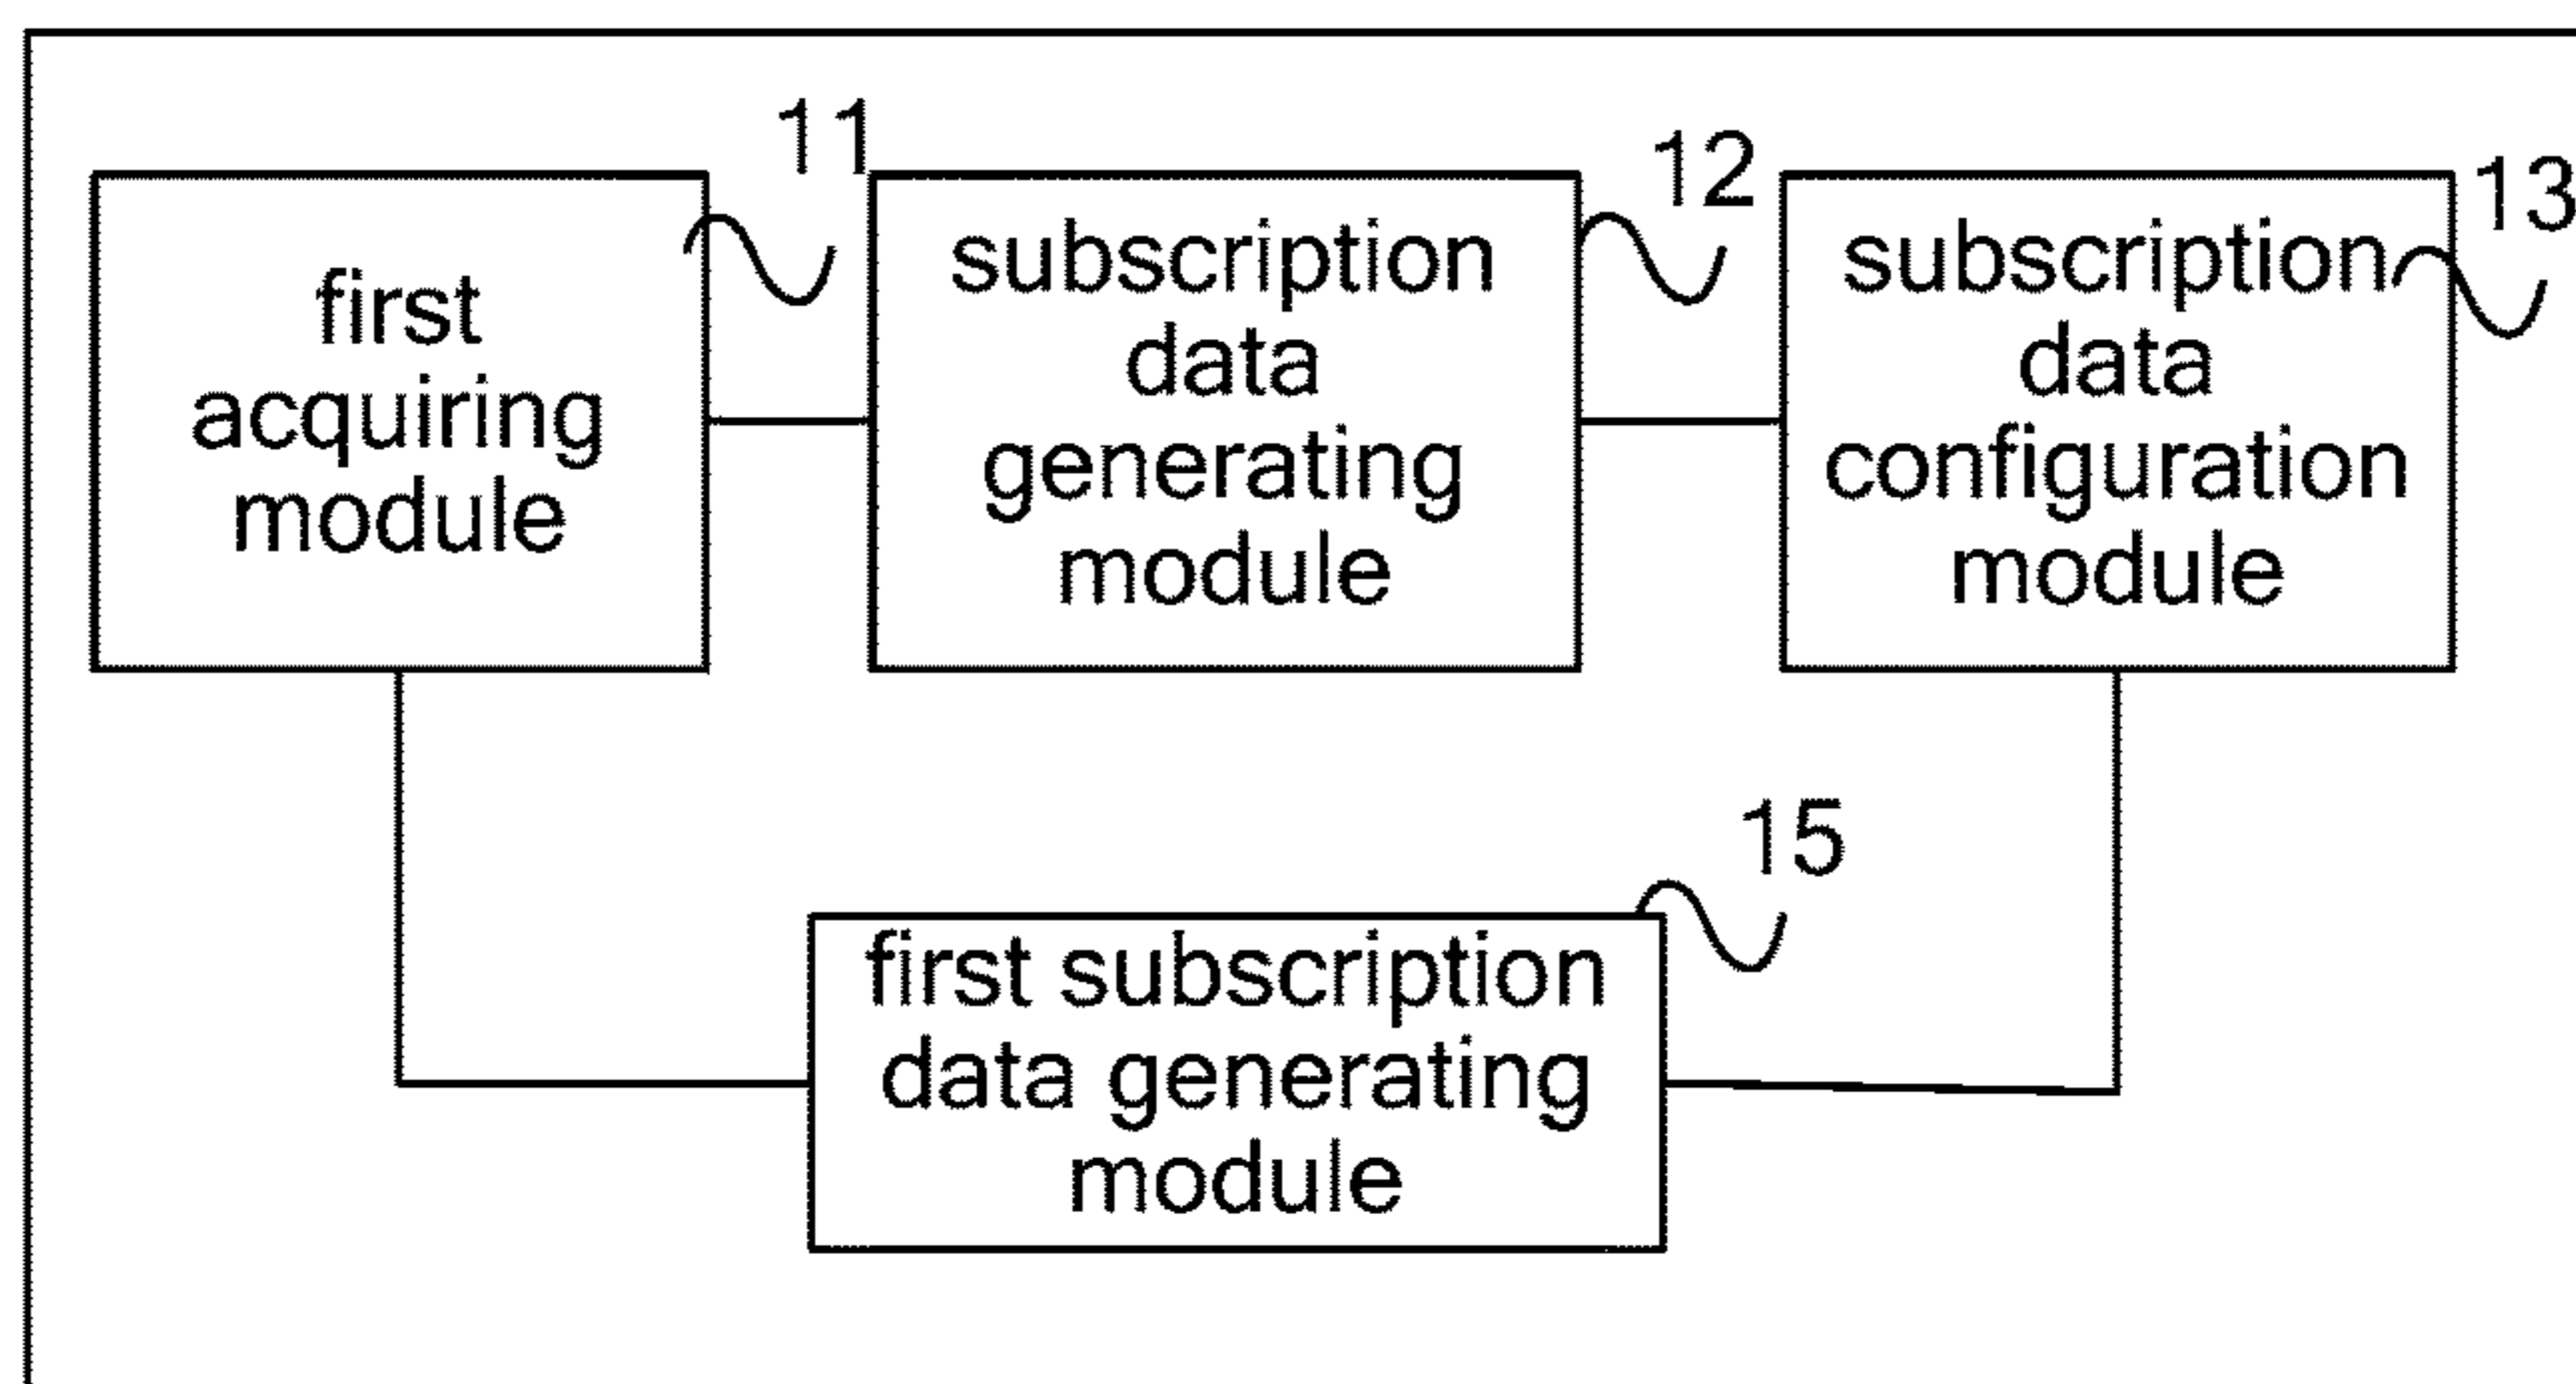 11
first
acquiring
module
12
subscription
data
generating
module
13
subscription
data
configuration
module
15
first subscription
data generating
module